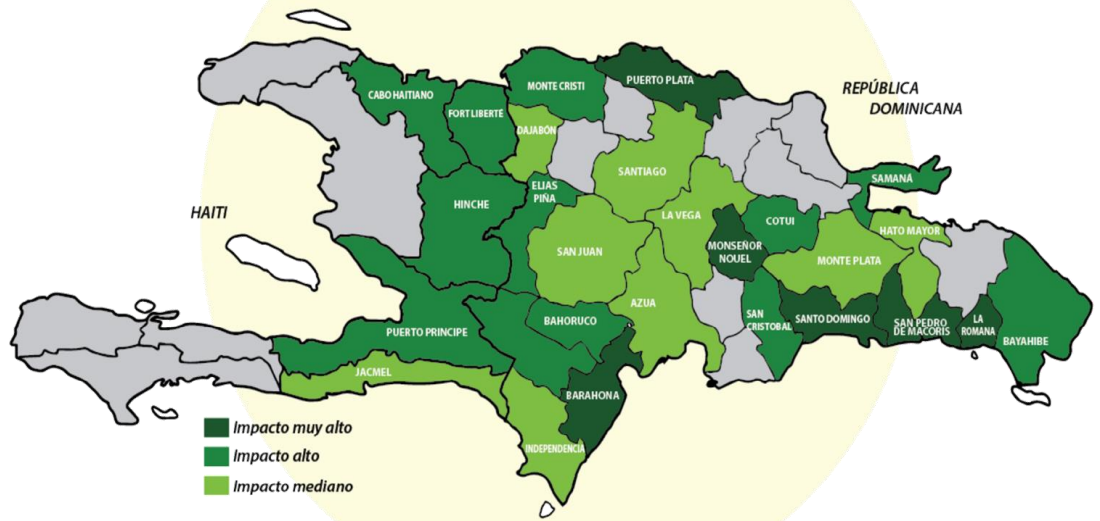 CABO HAITIANO
FORT LIBERTÉ
MONTE CRISTI
PUERTO PLATA
REPÚBLICA
DOMINICANA
DAJABÓN
SANTIAGO
SAMANÁ
HAITI
HINCHE
ELIAS
PIÑA
LA VEGA
COTUI
HATO MAYOR
SAN JUAN
MONSEÑOR
NOUEL
MONTE PLATA
AZUA
BAHORUCO
SAN
CRISTOBAL
SANTO DOMINGO
SAN PEDRO
DE MACORIS
LA
ROMANA
BAYAHIBE
PUERTO PRINCIPE
JACMEL
BARAHONA
INDEPENDENCIA
Impacto muy alto
Impacto alto
Impacto mediano